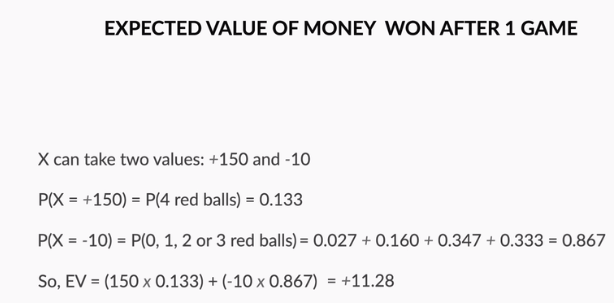 EXPECTED VALUE OF MONEY WON AFTER 1 GAME
X can take two values: +150 and -10
P(X = +150) = P(4 red balls) = 0.133
P(X = -10) = P(0, 1, 2 or 3 red balls) = 0.027 + 0.160 + 0.347 + 0.333 = 0.867
So, EV = (150 x 0.133) + (-10 x 0.867) = +11.28